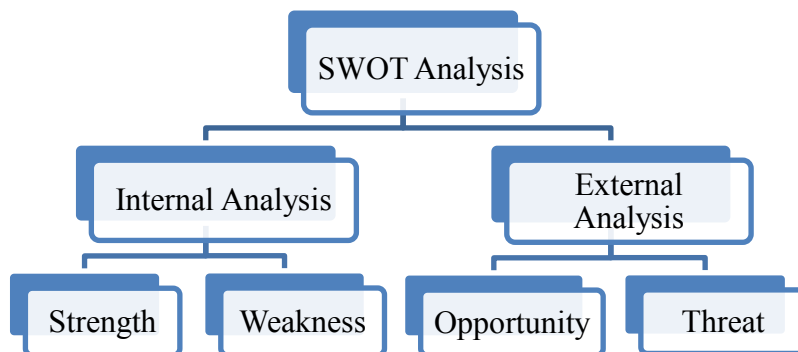 SWOT Analysis
Internal Analysis
External
Analysis
Strength
Weakness
Opportunity
Threat